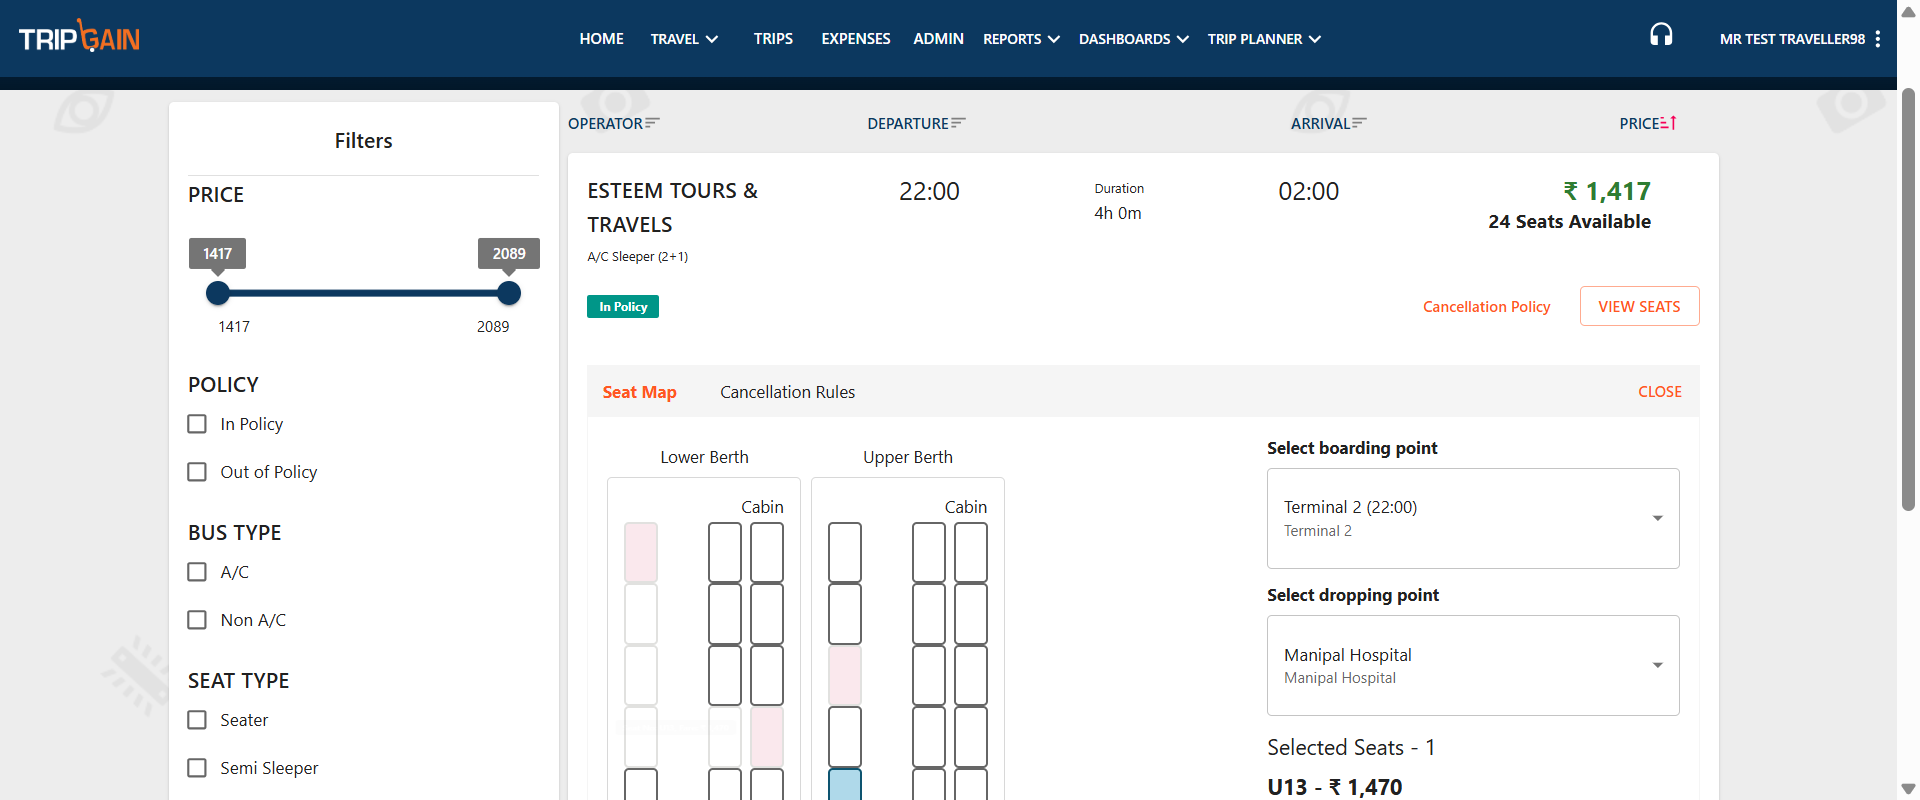 TRIPGAIN
HOME
TRAVEL
TRIPS
EXPENSES
ADMIN
REPORTS
DASHBOARDS
TRIP PLANNER
MR TEST TRAVELLER98
Filters
PRICE
1417
2089
1417
2089
POLICY
In Policy
Out of Policy
BUS TYPE
A/C
Non A/C
SEAT TYPE
Seater
Semi Sleeper
OPERATOR
DEPARTURE
ARRIVAL
PRICE
ESTEEM TOURS &
TRAVELS
A/C Sleeper (2+1)
22:00
Duration
4h 0m
02:00
₹ 1,417
24 Seats Available
In Policy
Cancellation Policy
VIEW SEATS
Seat Map
Cancellation Rules
CLOSE
Lower Berth
Cabin
Upper Berth
Cabin
Select boarding point
Terminal 2 (22:00)
Terminal 2
Select dropping point
Manipal Hospital
Manipal Hospital
Selected Seats - 1
U13 - ₹ 1,470